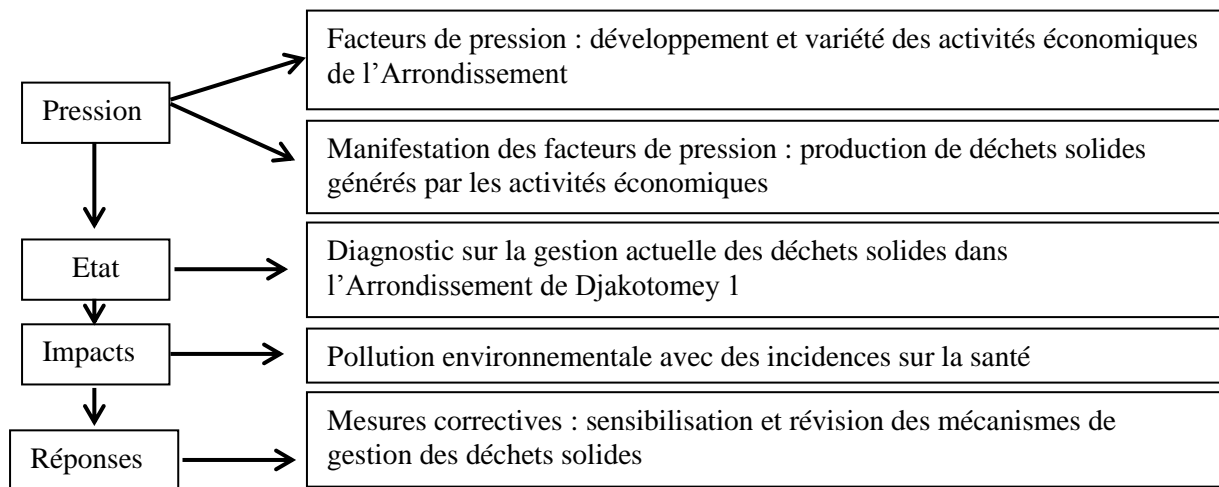 Pression
Facteurs de pression : développement et variété des activités économiques
de l’Arrondissement
Manifestation des facteurs de pression : production de déchets solides
générés par les activités économiques
Etat
Diagnostic sur la gestion actuelle des déchets solides dans
l’Arrondissement de Djakotomey 1
Impacts
Pollution environnementale avec des incidences sur la santé
Réponses
Mesures correctives : sensibilisation et révision des mécanismes de
gestion des déchets solides